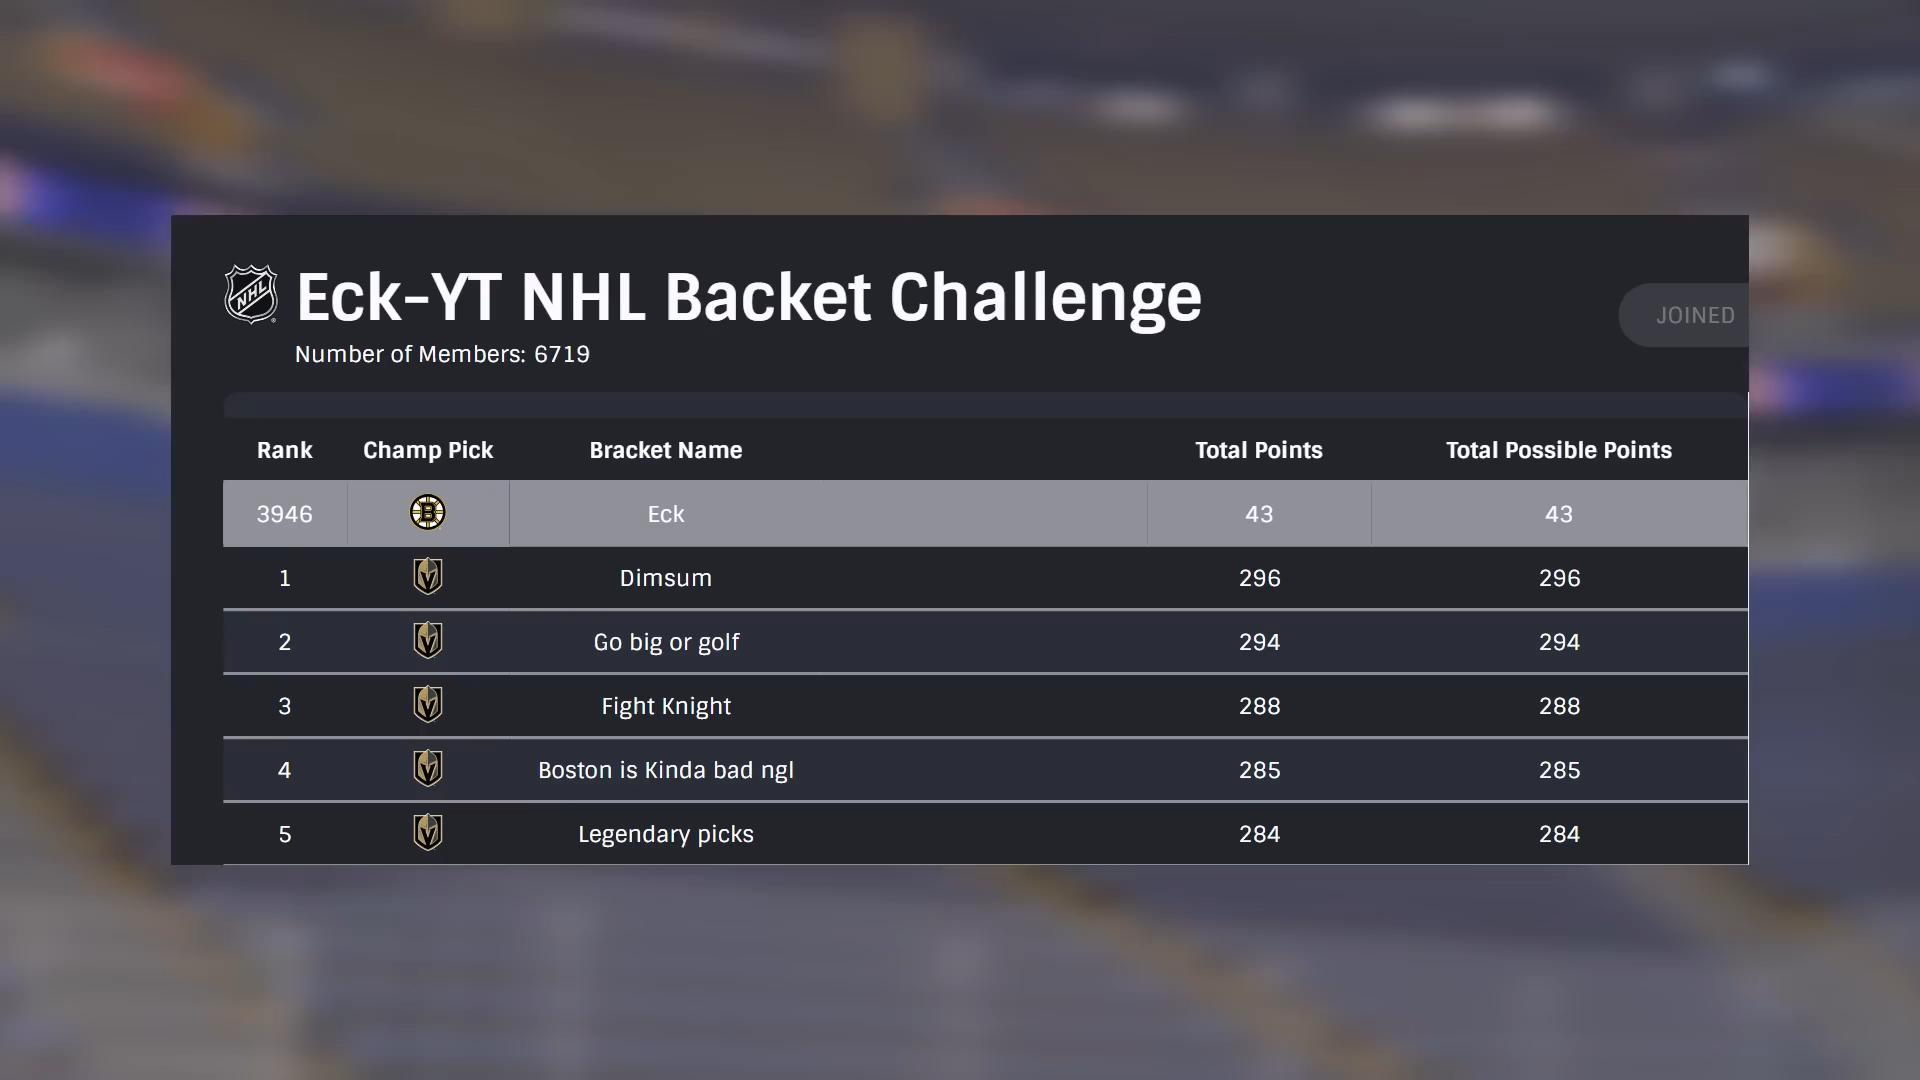 NHL
Eck-YT NHL Backet Challenge
JOINED
Number of Members: 6719
Rank Champ Pick Bracket Name Total Points Total Possible Points
3946 B Eck 43 43
1 Dimsum 296 296
2 Go big or golf 294 294
3 Fight Knight 288 288
4 Boston is Kinda bad ngl 285 285
5 Legendary picks 284 284